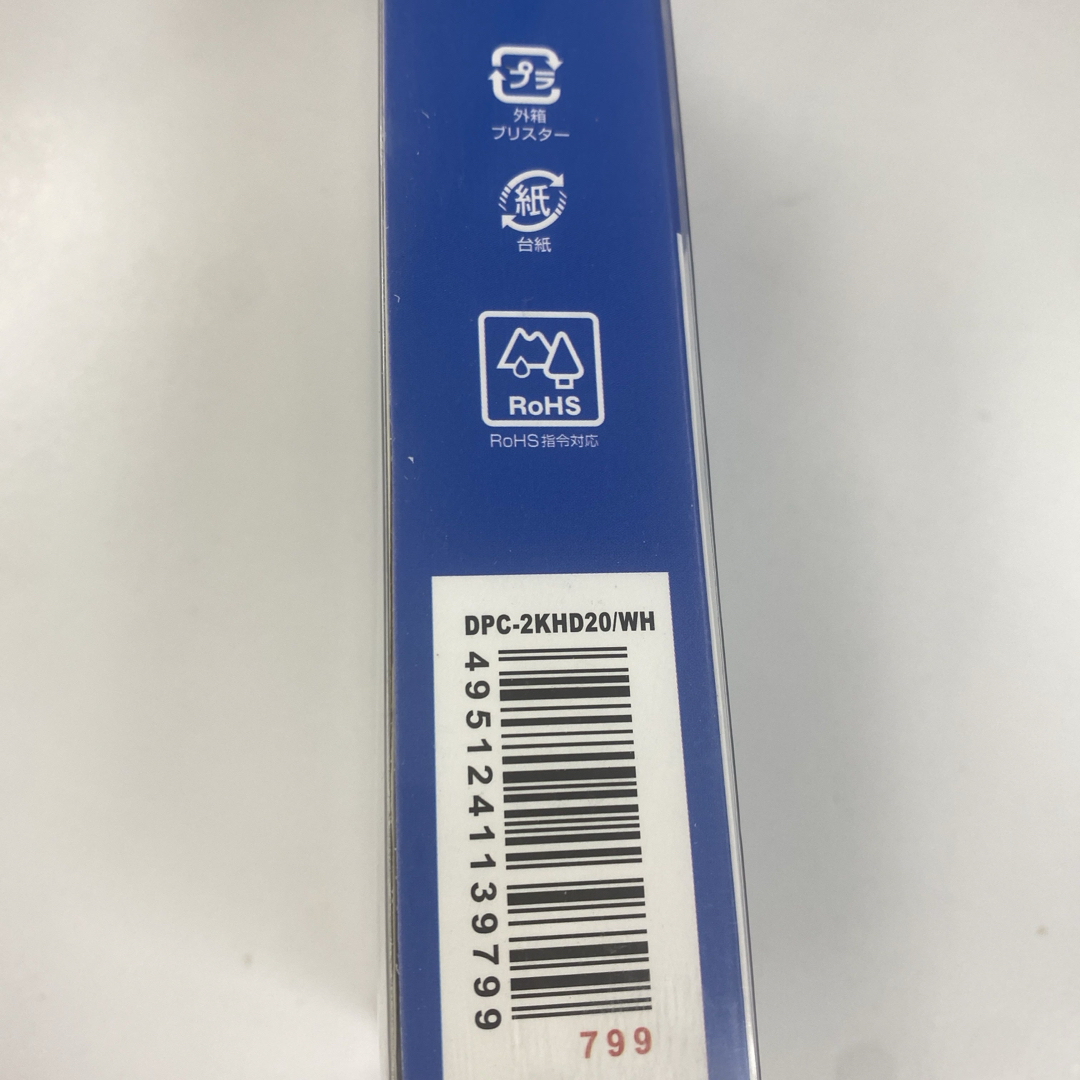 プラ
外箱
ブリスター
紙
台紙
RoHS
RoHS指令対応
DPC-2KHD20/WH
4951241139799
799